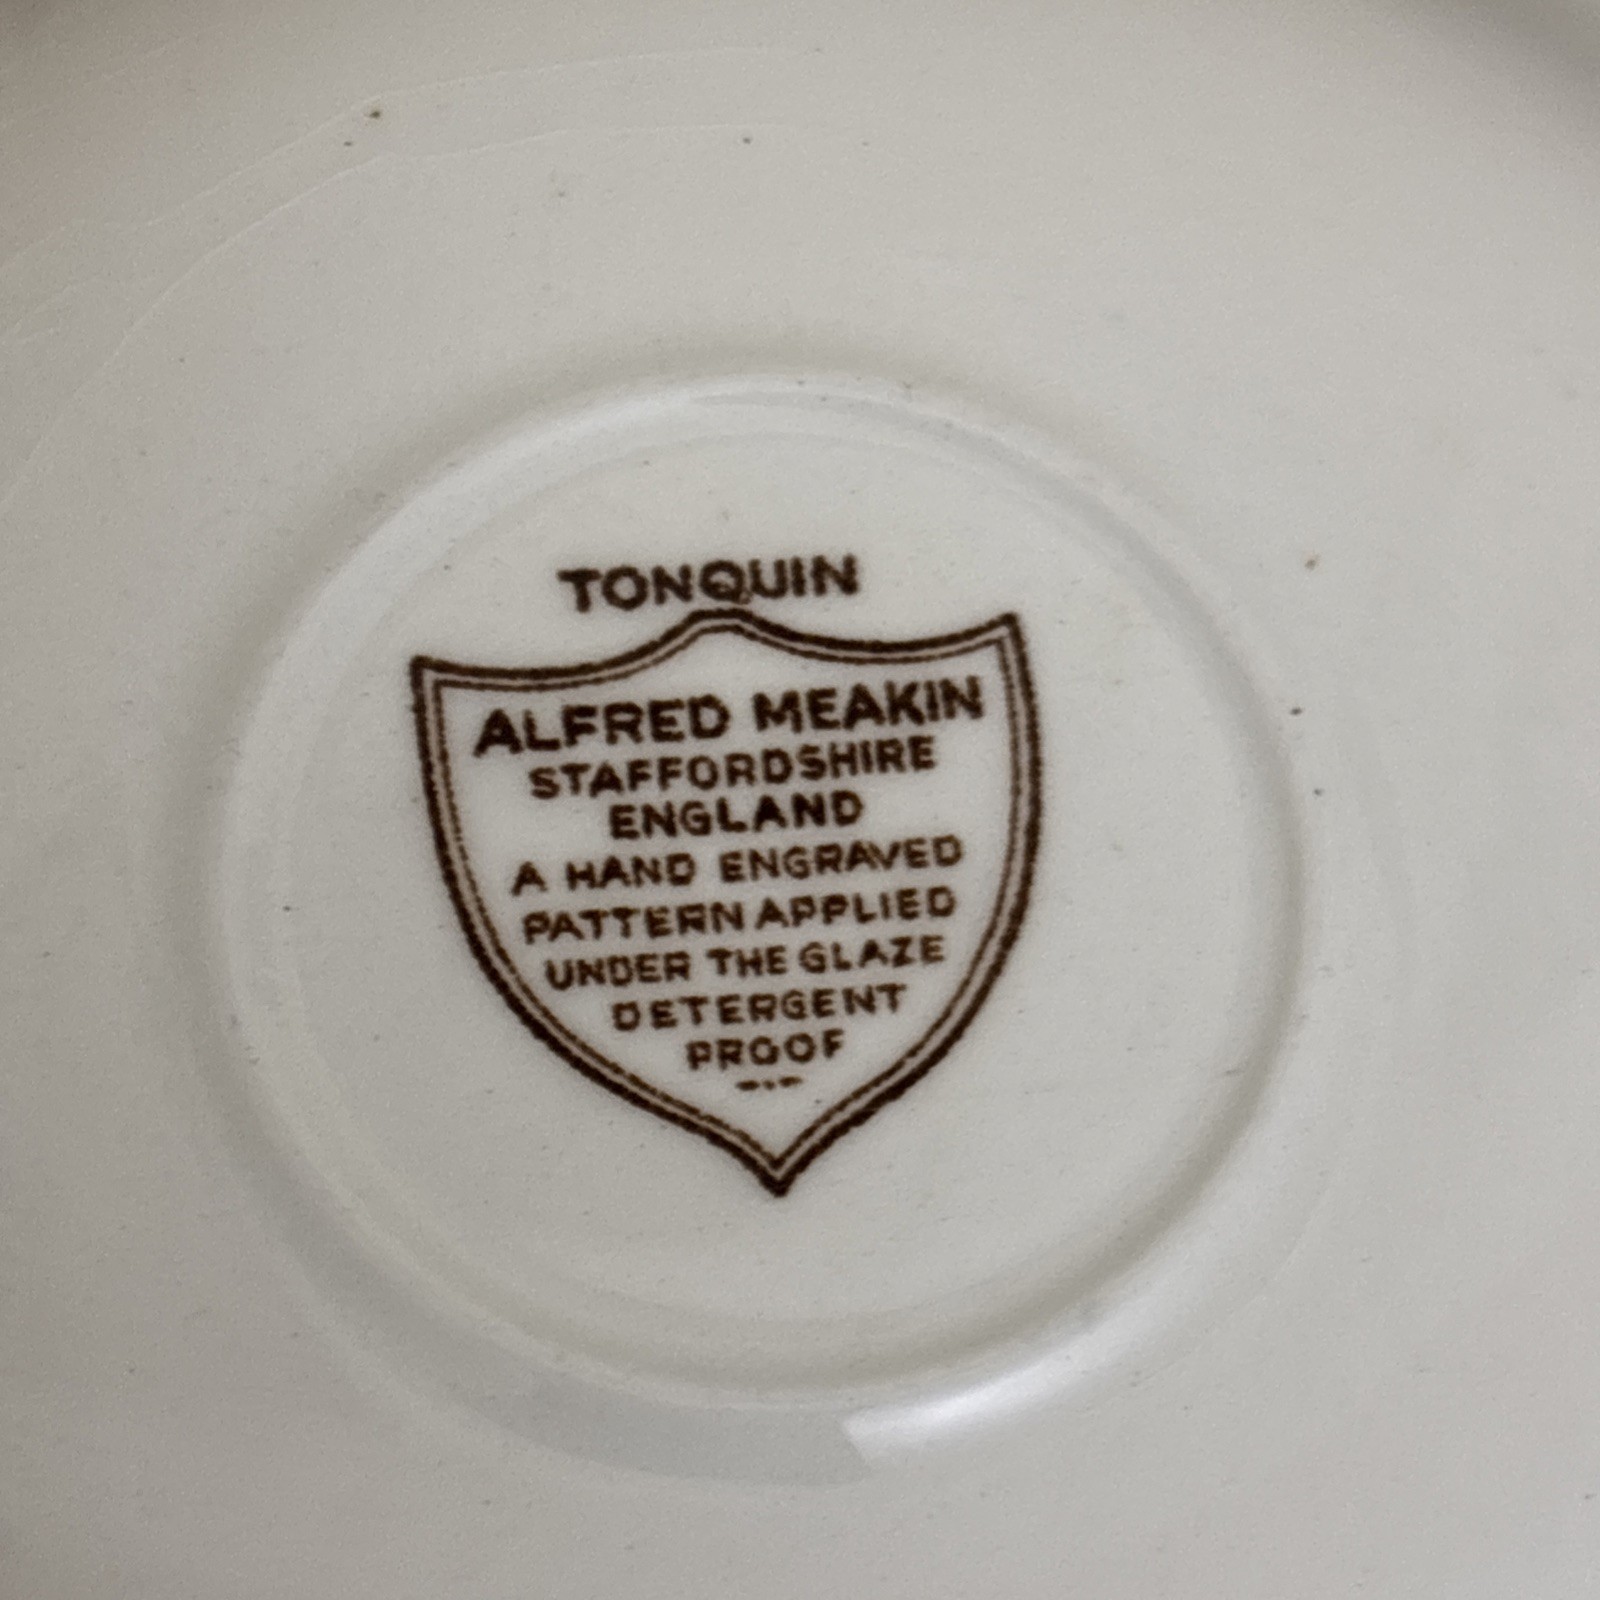 TONQUIN
ALFRED MEAKIN
STAFFORDSHIRE
ENGLAND
A HAND ENGRAVED
PATTERN APPLIED
UNDER THE GLAZE
DETERGENT
PROOF